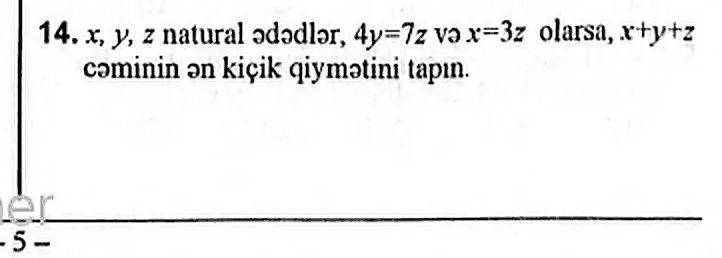 14. x, y, z natural ədədlər, 4y=7z və x=3z olarsa, x+y+z
cəminin ən kiçik qiymətini tapın.
er
- 5 –